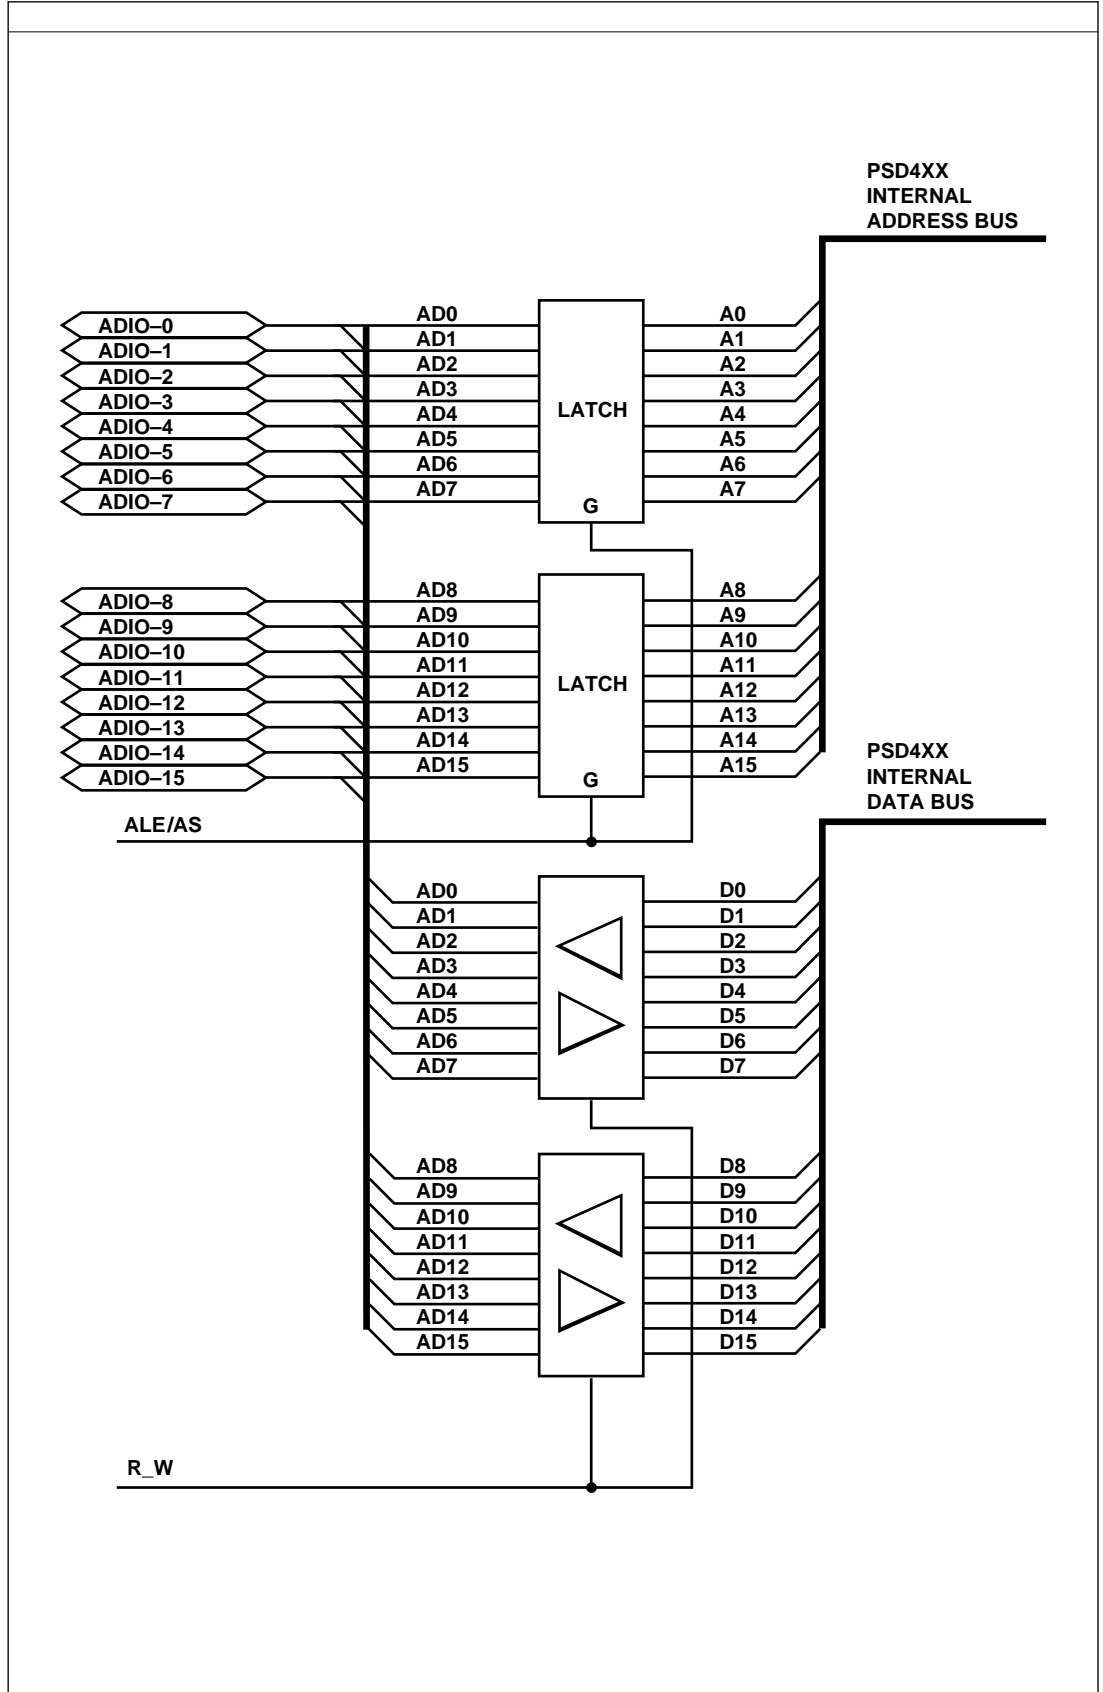 PSD4XX
INTERNAL
ADDRESS BUS
ADIO–0 AD0 A0
ADIO–1 AD1 A1
ADIO–2 AD2 A2
ADIO–3 AD3 A3
ADIO–4 AD4 LATCH A4
ADIO–5 AD5 A5
ADIO–6 AD6 A6
ADIO–7 AD7 A7
G
ADIO–8 AD8 A8
ADIO–9 AD9 A9
ADIO–10 AD10 A10
ADIO–11 AD11 A11
ADIO–12 AD12 LATCH A12
ADIO–13 AD13 A13
ADIO–14 AD14 A14
ADIO–15 AD15 G A15
PSD4XX
INTERNAL
DATA BUS
ALE/AS
AD0 D0
AD1 D1
AD2 D2
AD3 D3
AD4 D4
AD5 D5
AD6 D6
AD7 D7
AD8 D8
AD9 D9
AD10 D10
AD11 D11
AD12 D12
AD13 D13
AD14 D14
AD15 D15
R_W